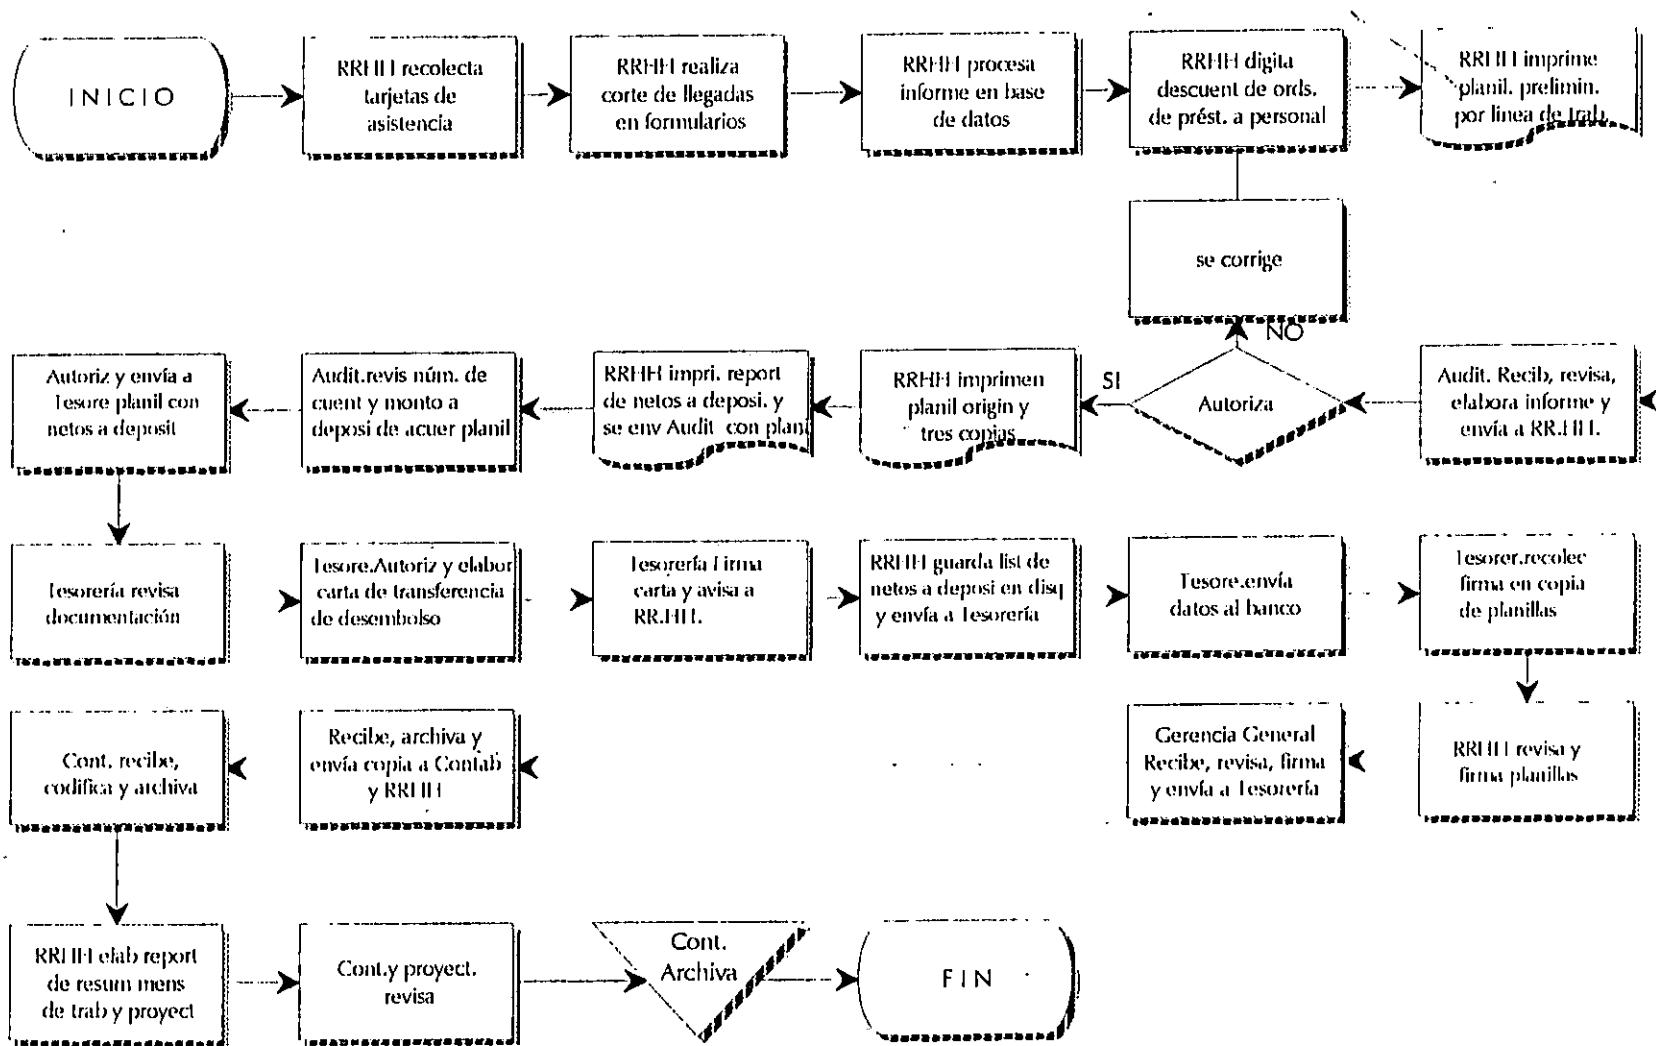 INICIO
RRHH recolecta
tarjetas de
asistencia
RRHH realiza
corte de llegadas
en formularios
RRHH procesa
informe en base
de datos
RRHH digita
descuent de ords.
de prést. a personal
RRHH imprime
planil. prelimin.
por linea de trab.
se corrige
NO
Autoriz y envía a
Tesore planil con
netos a deposit
Audit.revis núm. de
cuent y monto a
deposi de acuer planil
RRHH impri. report
de netos a deposi. y
se env Audit con plani
RRHH imprimen
planil origin y
tres copias
SI
Autoriza
Audit. Recib, revisa,
elabora informe y
envía a RR.HH.
Tesorería revisa
documentación
Tesore.Autoriz y elabor
carta de transferencia
de desembolso
Tesorería Firma
carta y avisa a
RR.HH.
RRHH guarda list de
netos a deposi en disq
y envía a Tesorería
Tesore.envía
datos al banco
Tesorer.recolec
firma en copia
de planillas
Cont. recibe,
codifica y archiva
Recibe, archiva y
envía copia a Contab
y RRHH
Gerencia General
Recibe, revisa, firma
y envía a Tesorería
RRHH revisa y
firma planillas
RRHH elab report
de resum mens
de trab y proyect
Cont.y proyect.
revisa
Cont.
Archiva
FIN